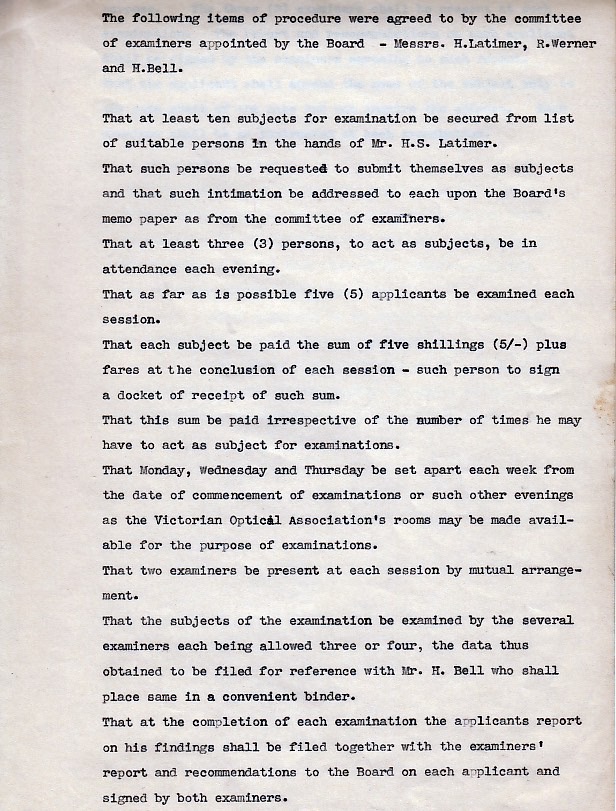 The following items of procedure were agreed to by the committee
of examiners appointed by the Board - Messrs. H.Latimer, R.Werner
and H.Bell.
That at least ten subjects for examination be secured from list
of suitable persons in the hands of Mr. H.S. Latimer.
That such persons be requested to submit themselves as subjects
and that such intimation be addressed to each upon the Board's
memo paper as from the committee of examiners.
That at least three (3) persons, to act as subjects, be in
attendance each evening.
That as far as is possible five (5) applicants be examined each
session.
That each subject be paid the sum of five shillings (5/-) plus
fares at the conclusion of each session - such person to sign
a docket of receipt of such sum.
That this sum be paid irrespective of the number of times he may
have to act as subject for examinations.
That Monday, Wednesday and Thursday be set apart each week from
the date of commencement of examinations or such other evenings
as the Victorian Optical Association's rooms may be made avail-
able for the purpose of examinations.
That two examiners be present at each session by mutual arrange-
ment.
That the subjects of the examination be examined by the several
examiners each being allowed three or four, the data thus
obtained to be filed for reference with Mr. H. Bell who shall
place same in a convenient binder.
That at the completion of each examination the applicants report
on his findings shall be filed together with the examiners'
report and recommendations to the Board on each applicant and
signed by both examiners.